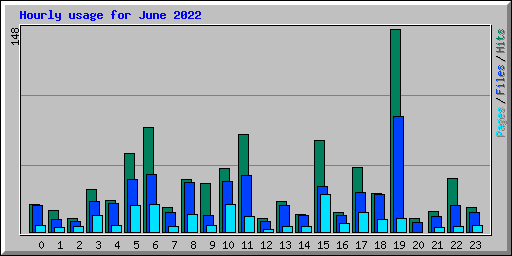 Hourly usage for June 2022
148
Pages / Files / Hits
0 1 2 3 4 5 6 7 8 9 10 11 12 13 14 15 16 17 18 19 20 21 22 23